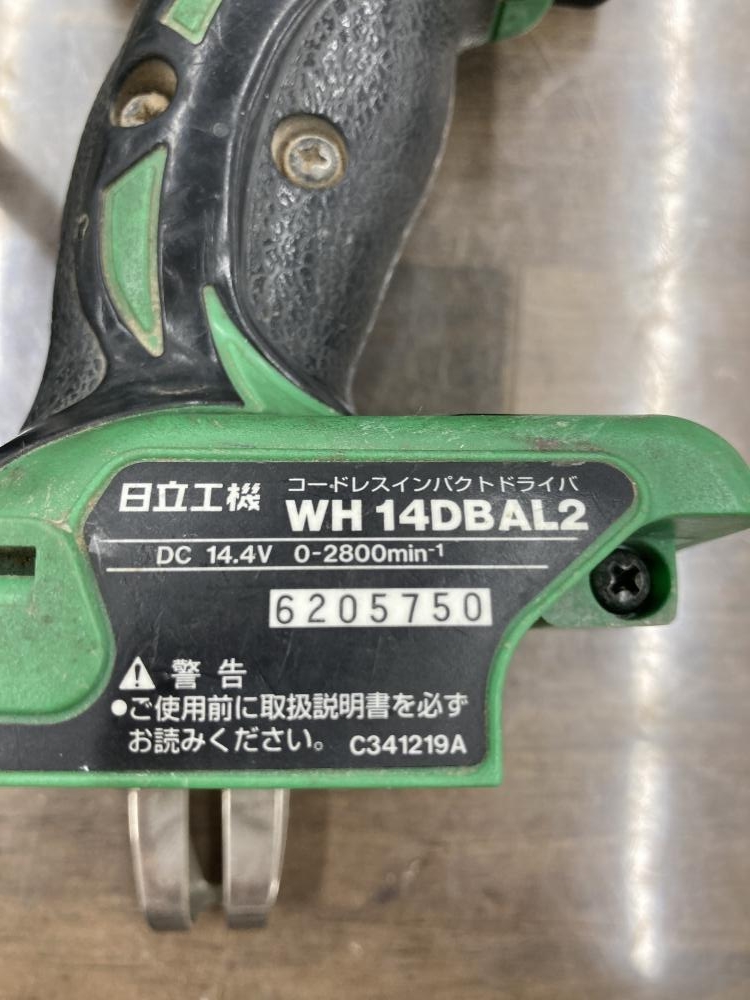 日立工機
コードレスインパクトドライバ
WH 14DBAL2
DC 14.4V 0-2800min-1
6205750
警告
●ご使用前に取扱説明書を必ず
お読みください。 C341219A